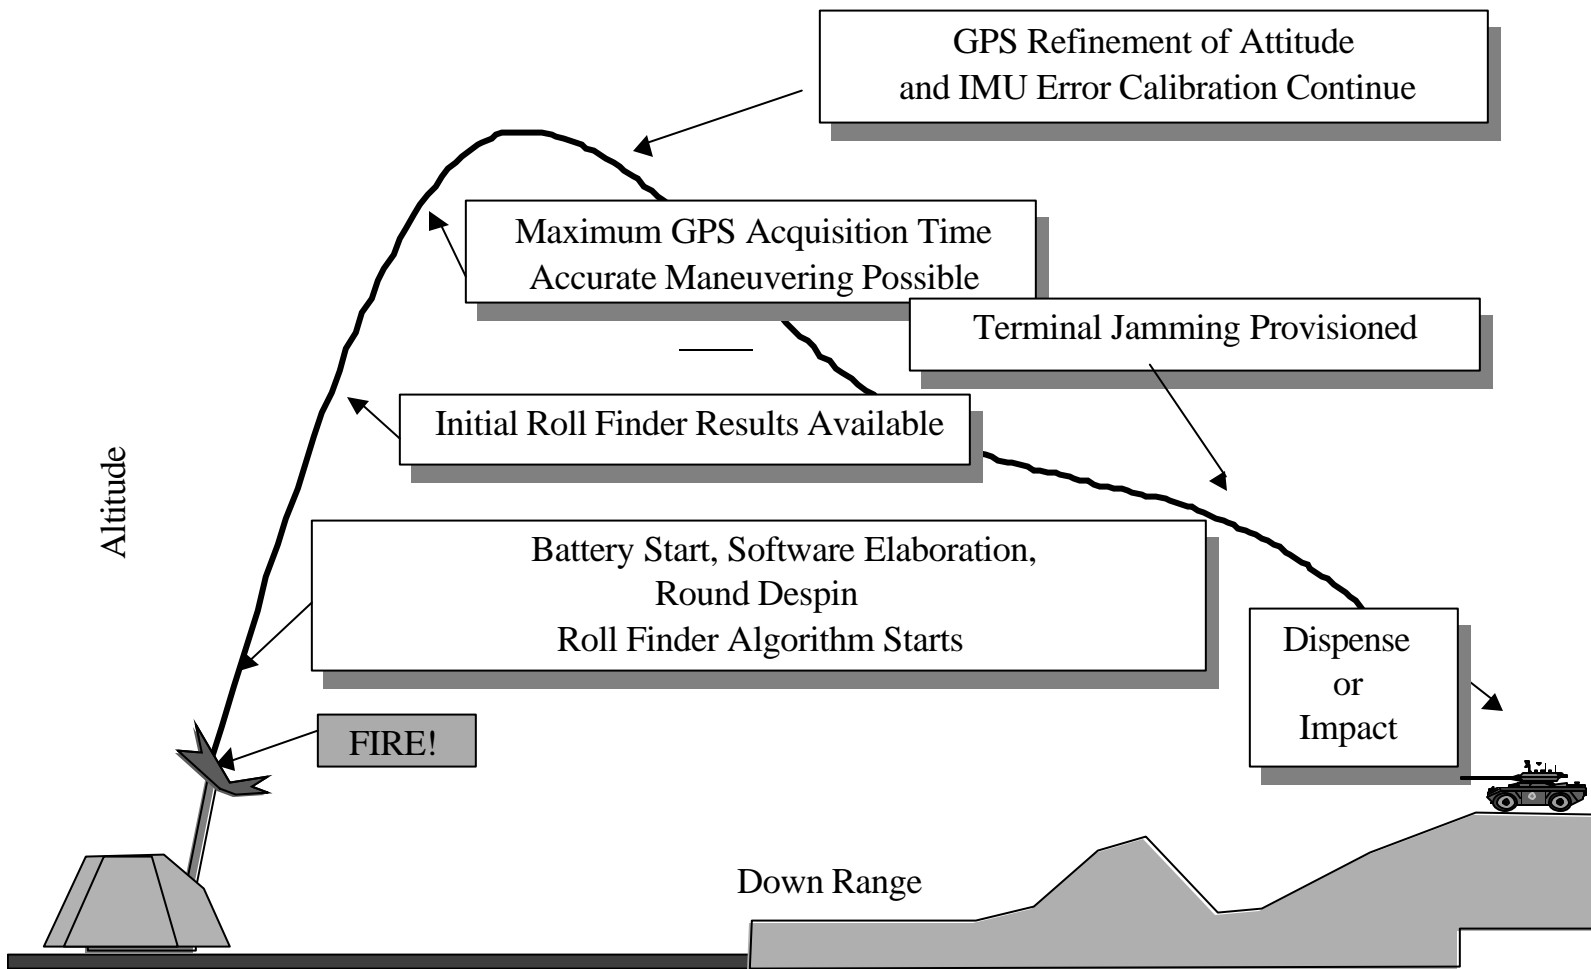 GPS Refinement of Attitude
and IMU Error Calibration Continue
Maximum GPS Acquisition Time
Accurate Maneuvering Possible
Terminal Jamming Provisioned
Initial Roll Finder Results Available
Altitude
Battery Start, Software Elaboration,
Round Despin
Roll Finder Algorithm Starts
Dispense
or
Impact
FIRE!
Down Range